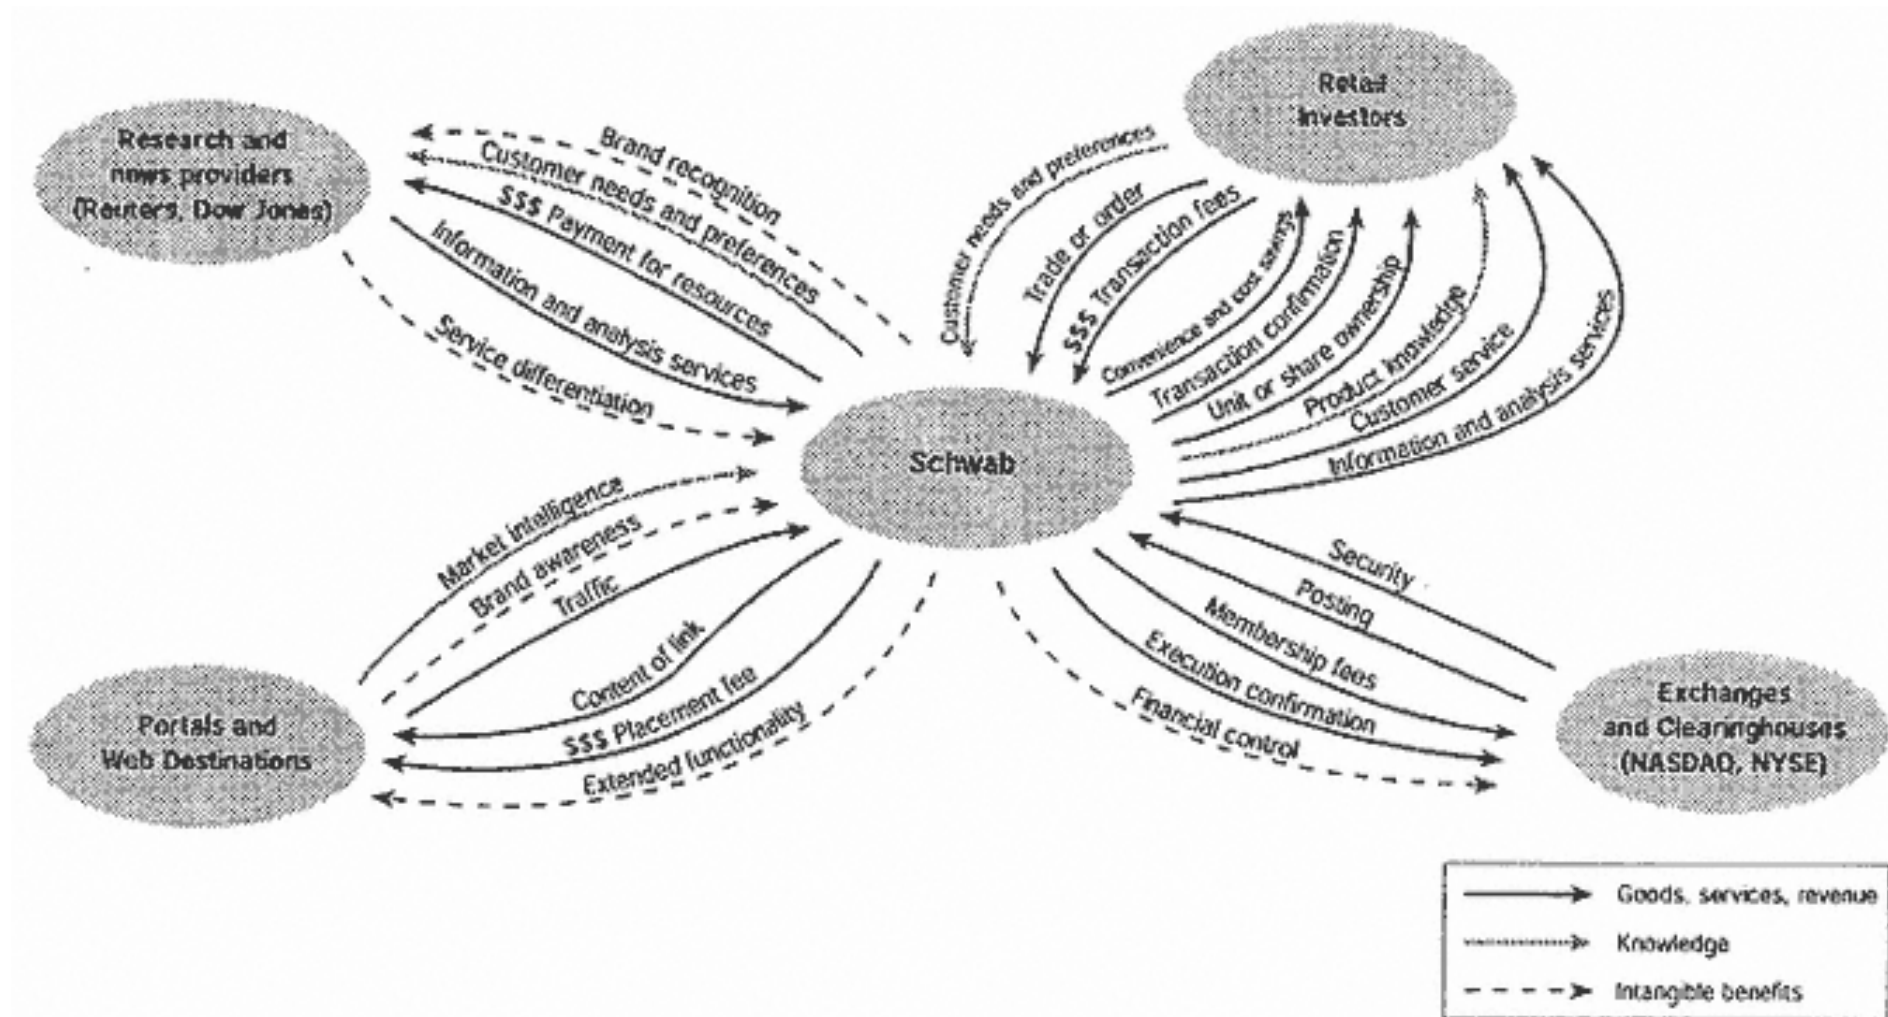 Retail
Investors
Research and
news providers
(Reuters, Dow Jones)
Brand recognition
Customer needs and preferences
$$$ Payment for resources
Information and analysis services
Service differentiation
Customer needs and preferences
Trade or order
$$$ Transaction fees
Convenience and cost savings
Transaction confirmation
Unit or share ownership
Product knowledge
Customer service
Information and analysis services
Schwab
Market intelligence
Brand awareness
Traffic
Content of link
$$$ Placement fee
Extended functionality
Security
Posting
Membership fees
Execution confirmation
Financial control
Portals and
Web Destinations
Exchanges
and Clearinghouses
(NASDAQ, NYSE)
Goods, services, revenue
Knowledge
Intangible benefits